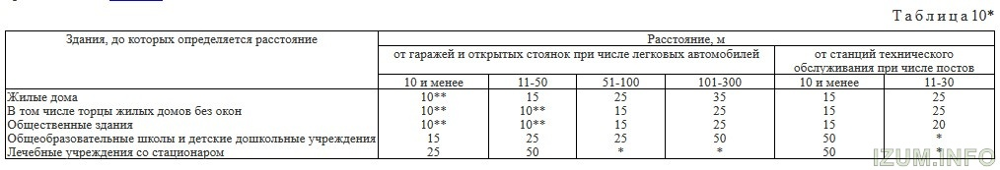 Т а б л и ц а 10*
Здания, до которых определяется расстояние
Расстояние, м
от гаражей и открытых стоянок при числе легковых автомобилей
от станций технического
обслуживания при числе постов
10 и менее 11-50 51-100 101-300 10 и менее 11-30
Жилые дома 10** 15 25 35 15 25
В том числе торцы жилых домов без окон 10** 10** 15 25 15 25
Общественные здания 10** 10** 15 25 15 20
Общеобразовательные школы и детские дошкольные учреждения 15 25 25 50 50 *
Лечебные учреждения со стационаром 25 50 * * 50 *
IZUM.INFO